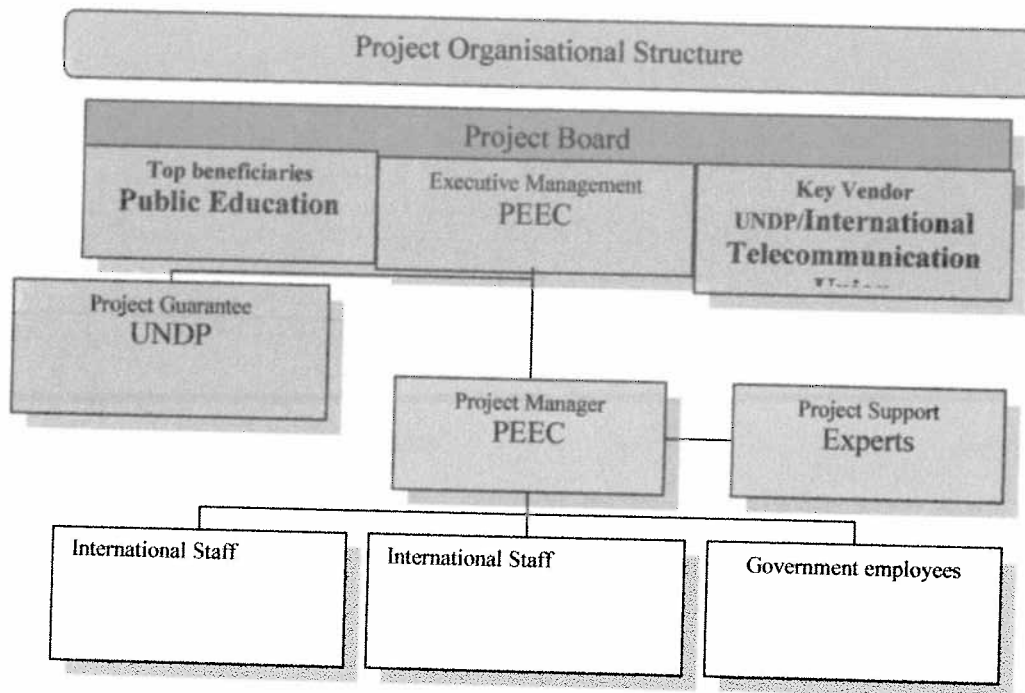 Project Organisational Structure
Project Board
Top beneficiaries
Public Education
Executive Management
PEEC
Key Vendor
UNDP/International
Telecommunication
Project Guarantee
UNDP
Project Manager
PEEC
Project Support
Experts
International Staff
International Staff
Government employees